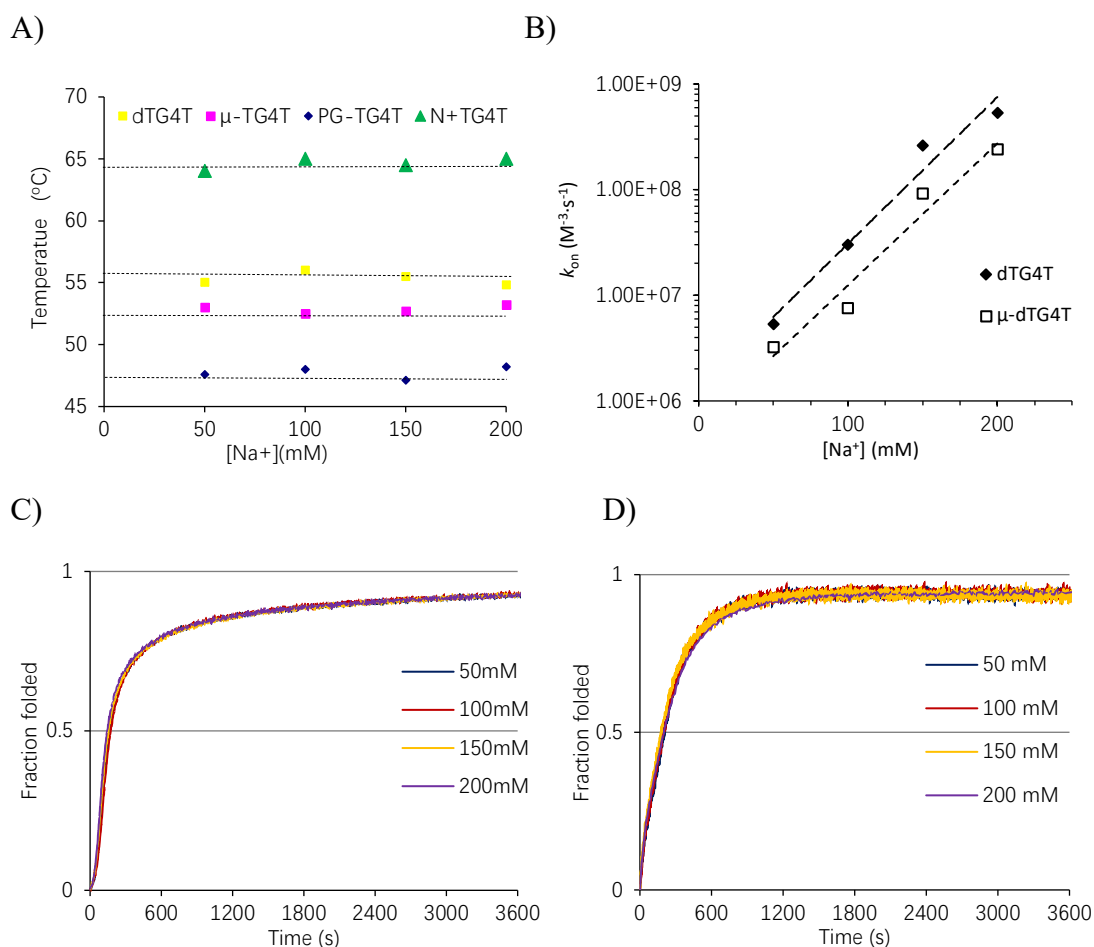 A)
B)
70
65
60
55
50
45
Temperatue (°C)
dTG4T
μ-TG4T
PG-TG4T
N+TG4T
0
50
100
150
200
[Na+](mM)
1.00E+09
1.00E+08
1.00E+07
1.00E+06
kon (M⁻³·s⁻¹)
dTG4T
μ-dTG4T
0
100
200
[Na⁺] (mM)
C)
D)
1
0.5
0
Fraction folded
50mM
100mM
150mM
200mM
0
600
1200
1800
2400
3000
3600
Time (s)
1
0.5
0
Fraction folded
50 mM
100 mM
150 mM
200 mM
0
600
1200
1800
2400
3000
3600
Time (s)